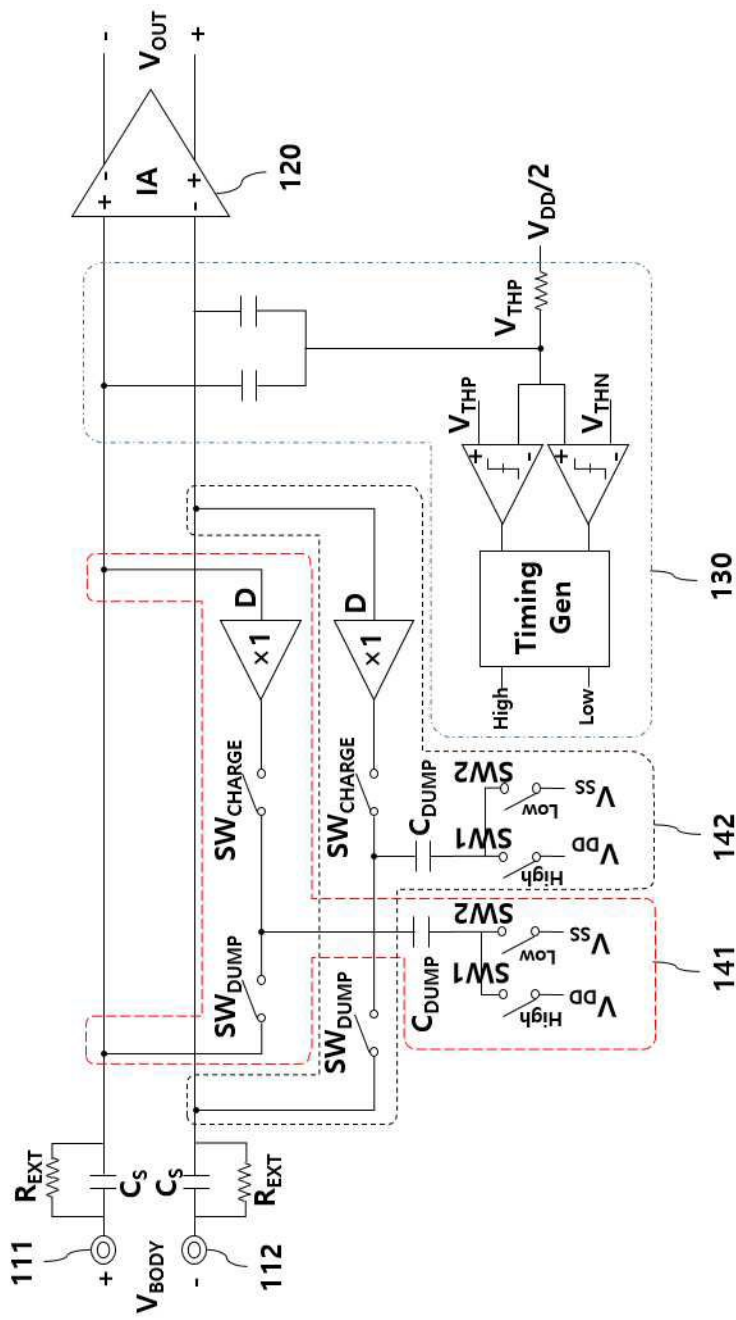 111
+
V_BODY
-
112
R_EXT
C_S
C_S
R_EXT
SW_DUMP
SW_CHARGE
×1
D
SW_DUMP
SW_CHARGE
×1
D
C_DUMP
SW1
SW2
High
Low
V_DD
V_SS
141
C_DUMP
SW1
SW2
High
Low
V_DD
V_SS
142
High
Low
Timing
Gen
+
-
+
-
V_THP
V_THN
V_THP
V_DD/2
130
+
-
-
+
IA
120
-
V_OUT
+